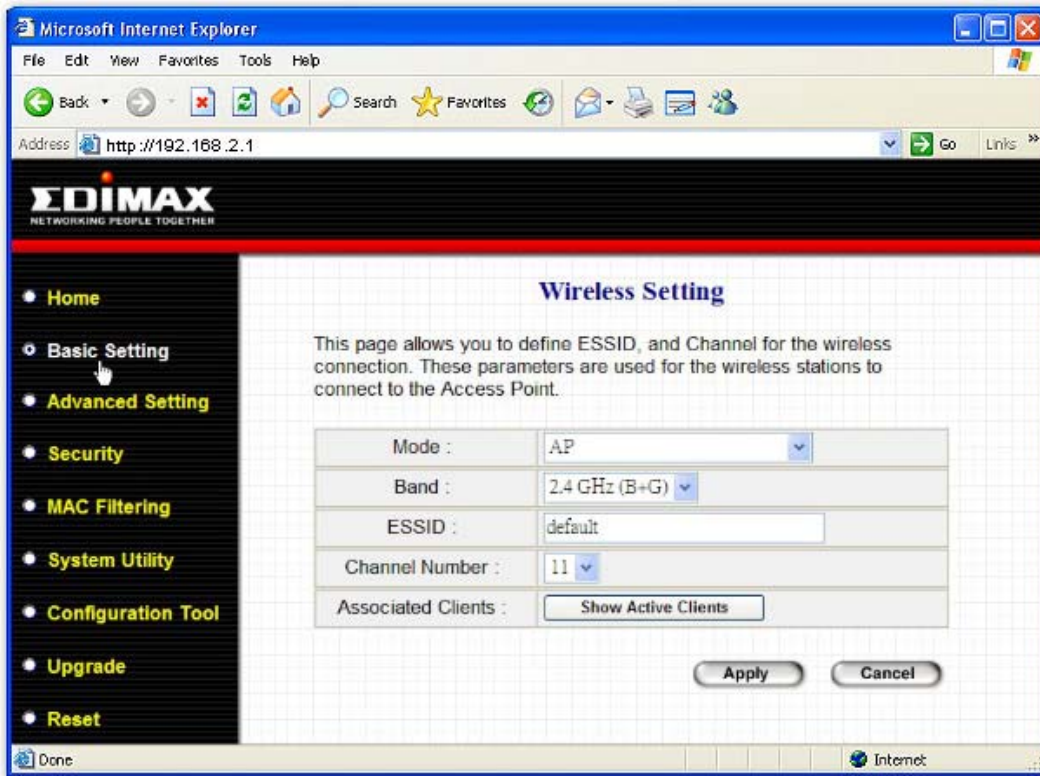 Microsoft Internet Explorer
File Edit View Favorites Tools Help
Back Search Favorites
Address http://192.168.2.1 Go Links »
EDIMAX
NETWORKING PEOPLE TOGETHER
Home
Basic Setting
Advanced Setting
Security
MAC Filtering
System Utility
Configuration Tool
Upgrade
Reset
Wireless Setting
This page allows you to define ESSID, and Channel for the wireless
connection. These parameters are used for the wireless stations to
connect to the Access Point.
Mode : AP
Band : 2.4 GHz (B+G)
ESSID : default
Channel Number : 11
Associated Clients : Show Active Clients
Apply Cancel
Done Internet